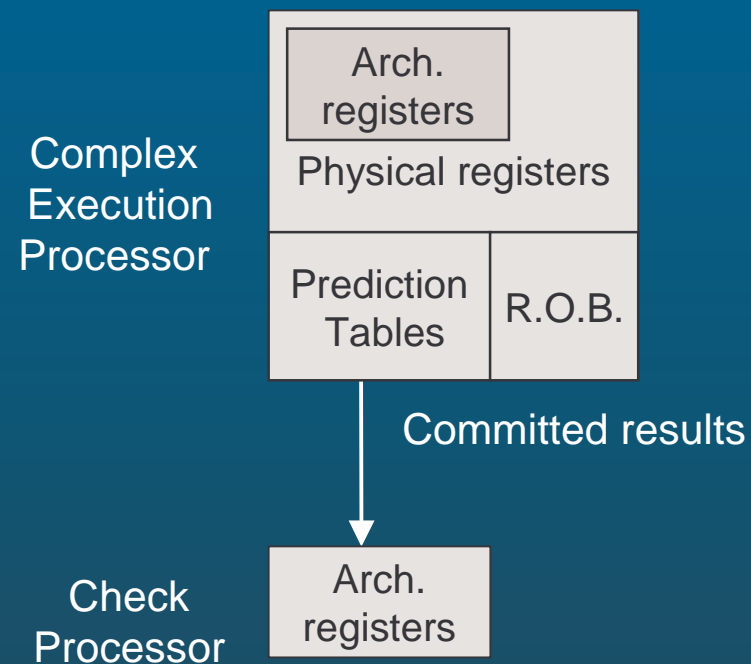 Arch.
registers
Physical registers
Complex
Execution
Processor
Prediction
Tables
R.O.B.
Committed results
Check
Processor
Arch.
registers